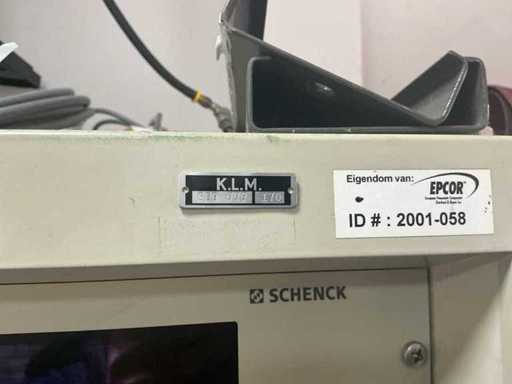 K.L.M.
Eigendom van:
EPCOR
ID # : 2001-058
SCHENCK